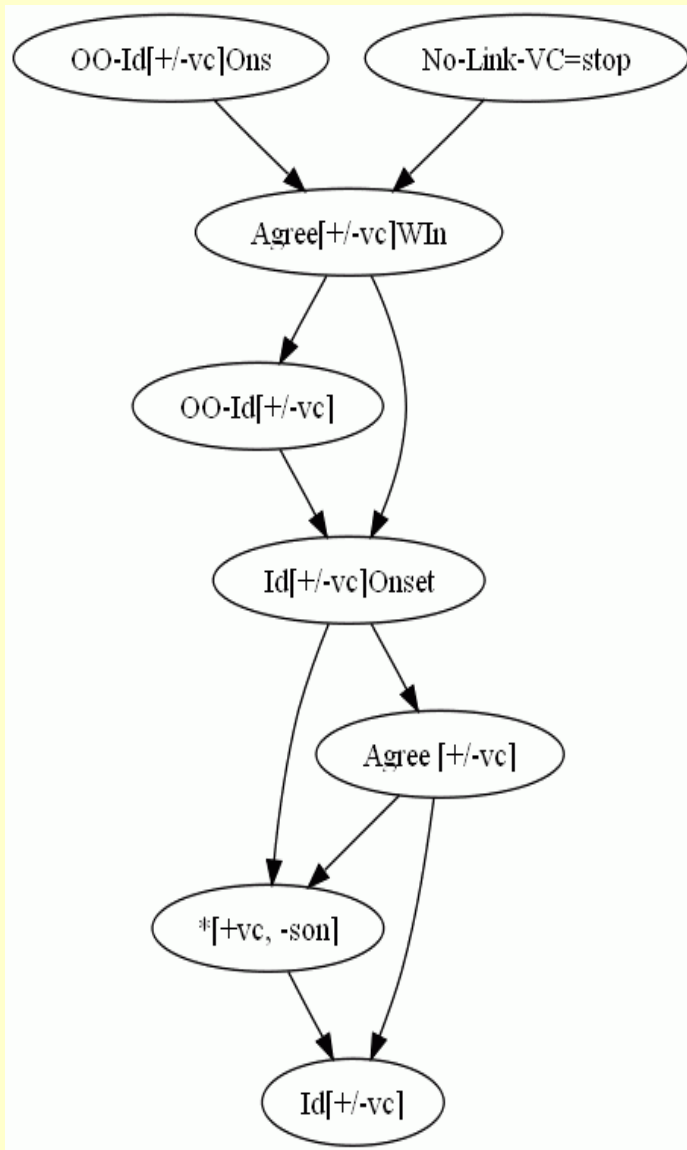 OO-Id[+/-vc]Ons
No-Link-VC=stop
Agree[+/-vc]WIn
OO-Id[+/-vc]
Id[+/-vc]Onset
Agree [+/-vc]
*[+vc, -son]
Id[+/-vc]